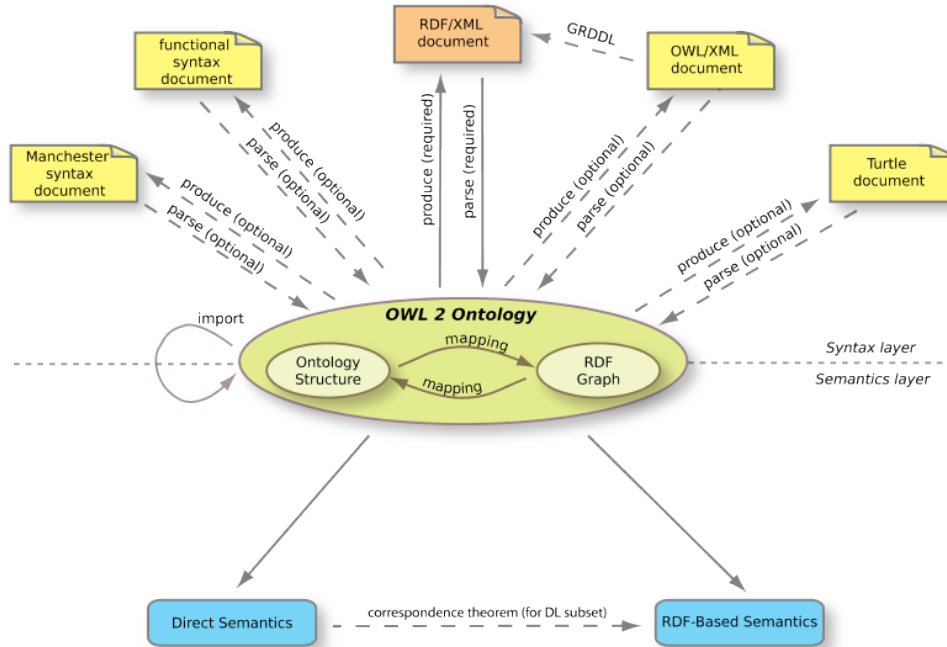 RDF/XML
document
GRDDL
functional
syntax
document
OWL/XML
document
Manchester
syntax
document
Turtle
document
produce (optional)
parse (optional)
produce (optional)
parse (optional)
produce (required)
parse (required)
produce (optional)
parse (optional)
produce (optional)
parse (optional)
import
OWL 2 Ontology
mapping
Ontology
Structure
RDF
Graph
mapping
Syntax layer
Semantics layer
correspondence theorem (for DL subset)
Direct Semantics
RDF-Based Semantics